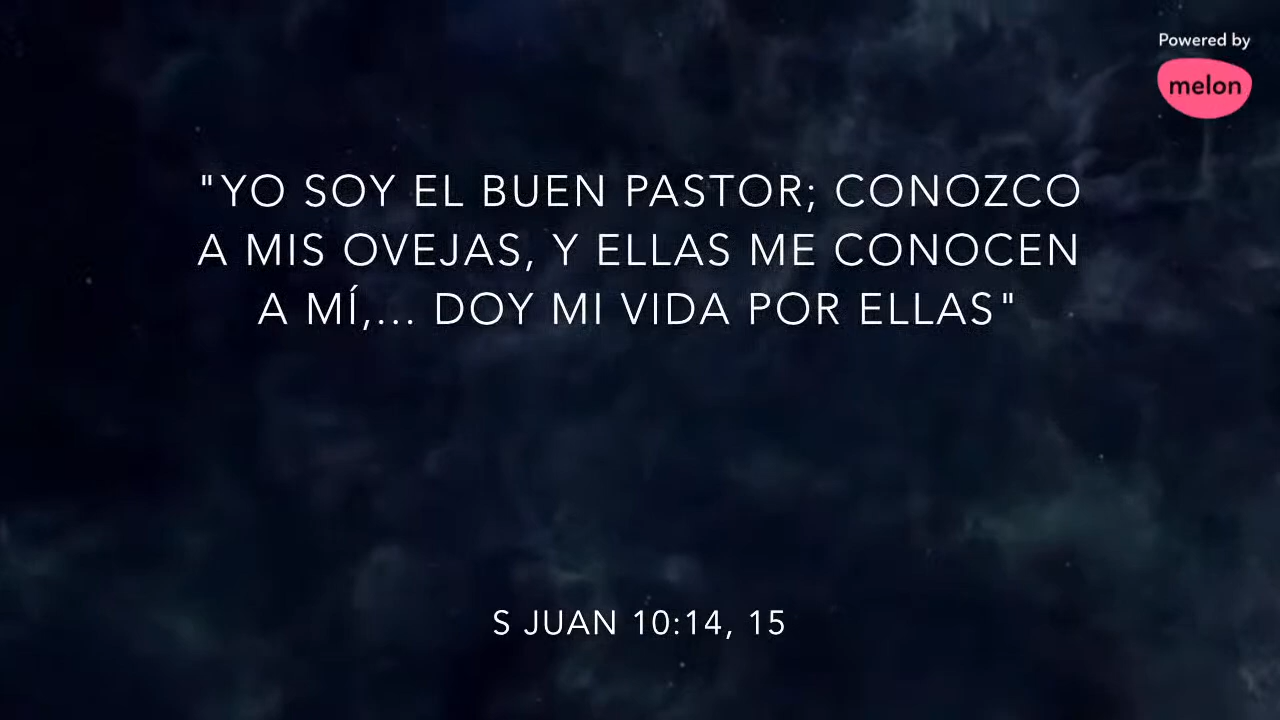 Powered by
melon
"YO SOY EL BUEN PASTOR; CONOZCO
A MIS OVEJAS, Y ELLAS ME CONOCEN
A MÍ,... DOY MI VIDA POR ELLAS"
S JUAN 10:14, 15